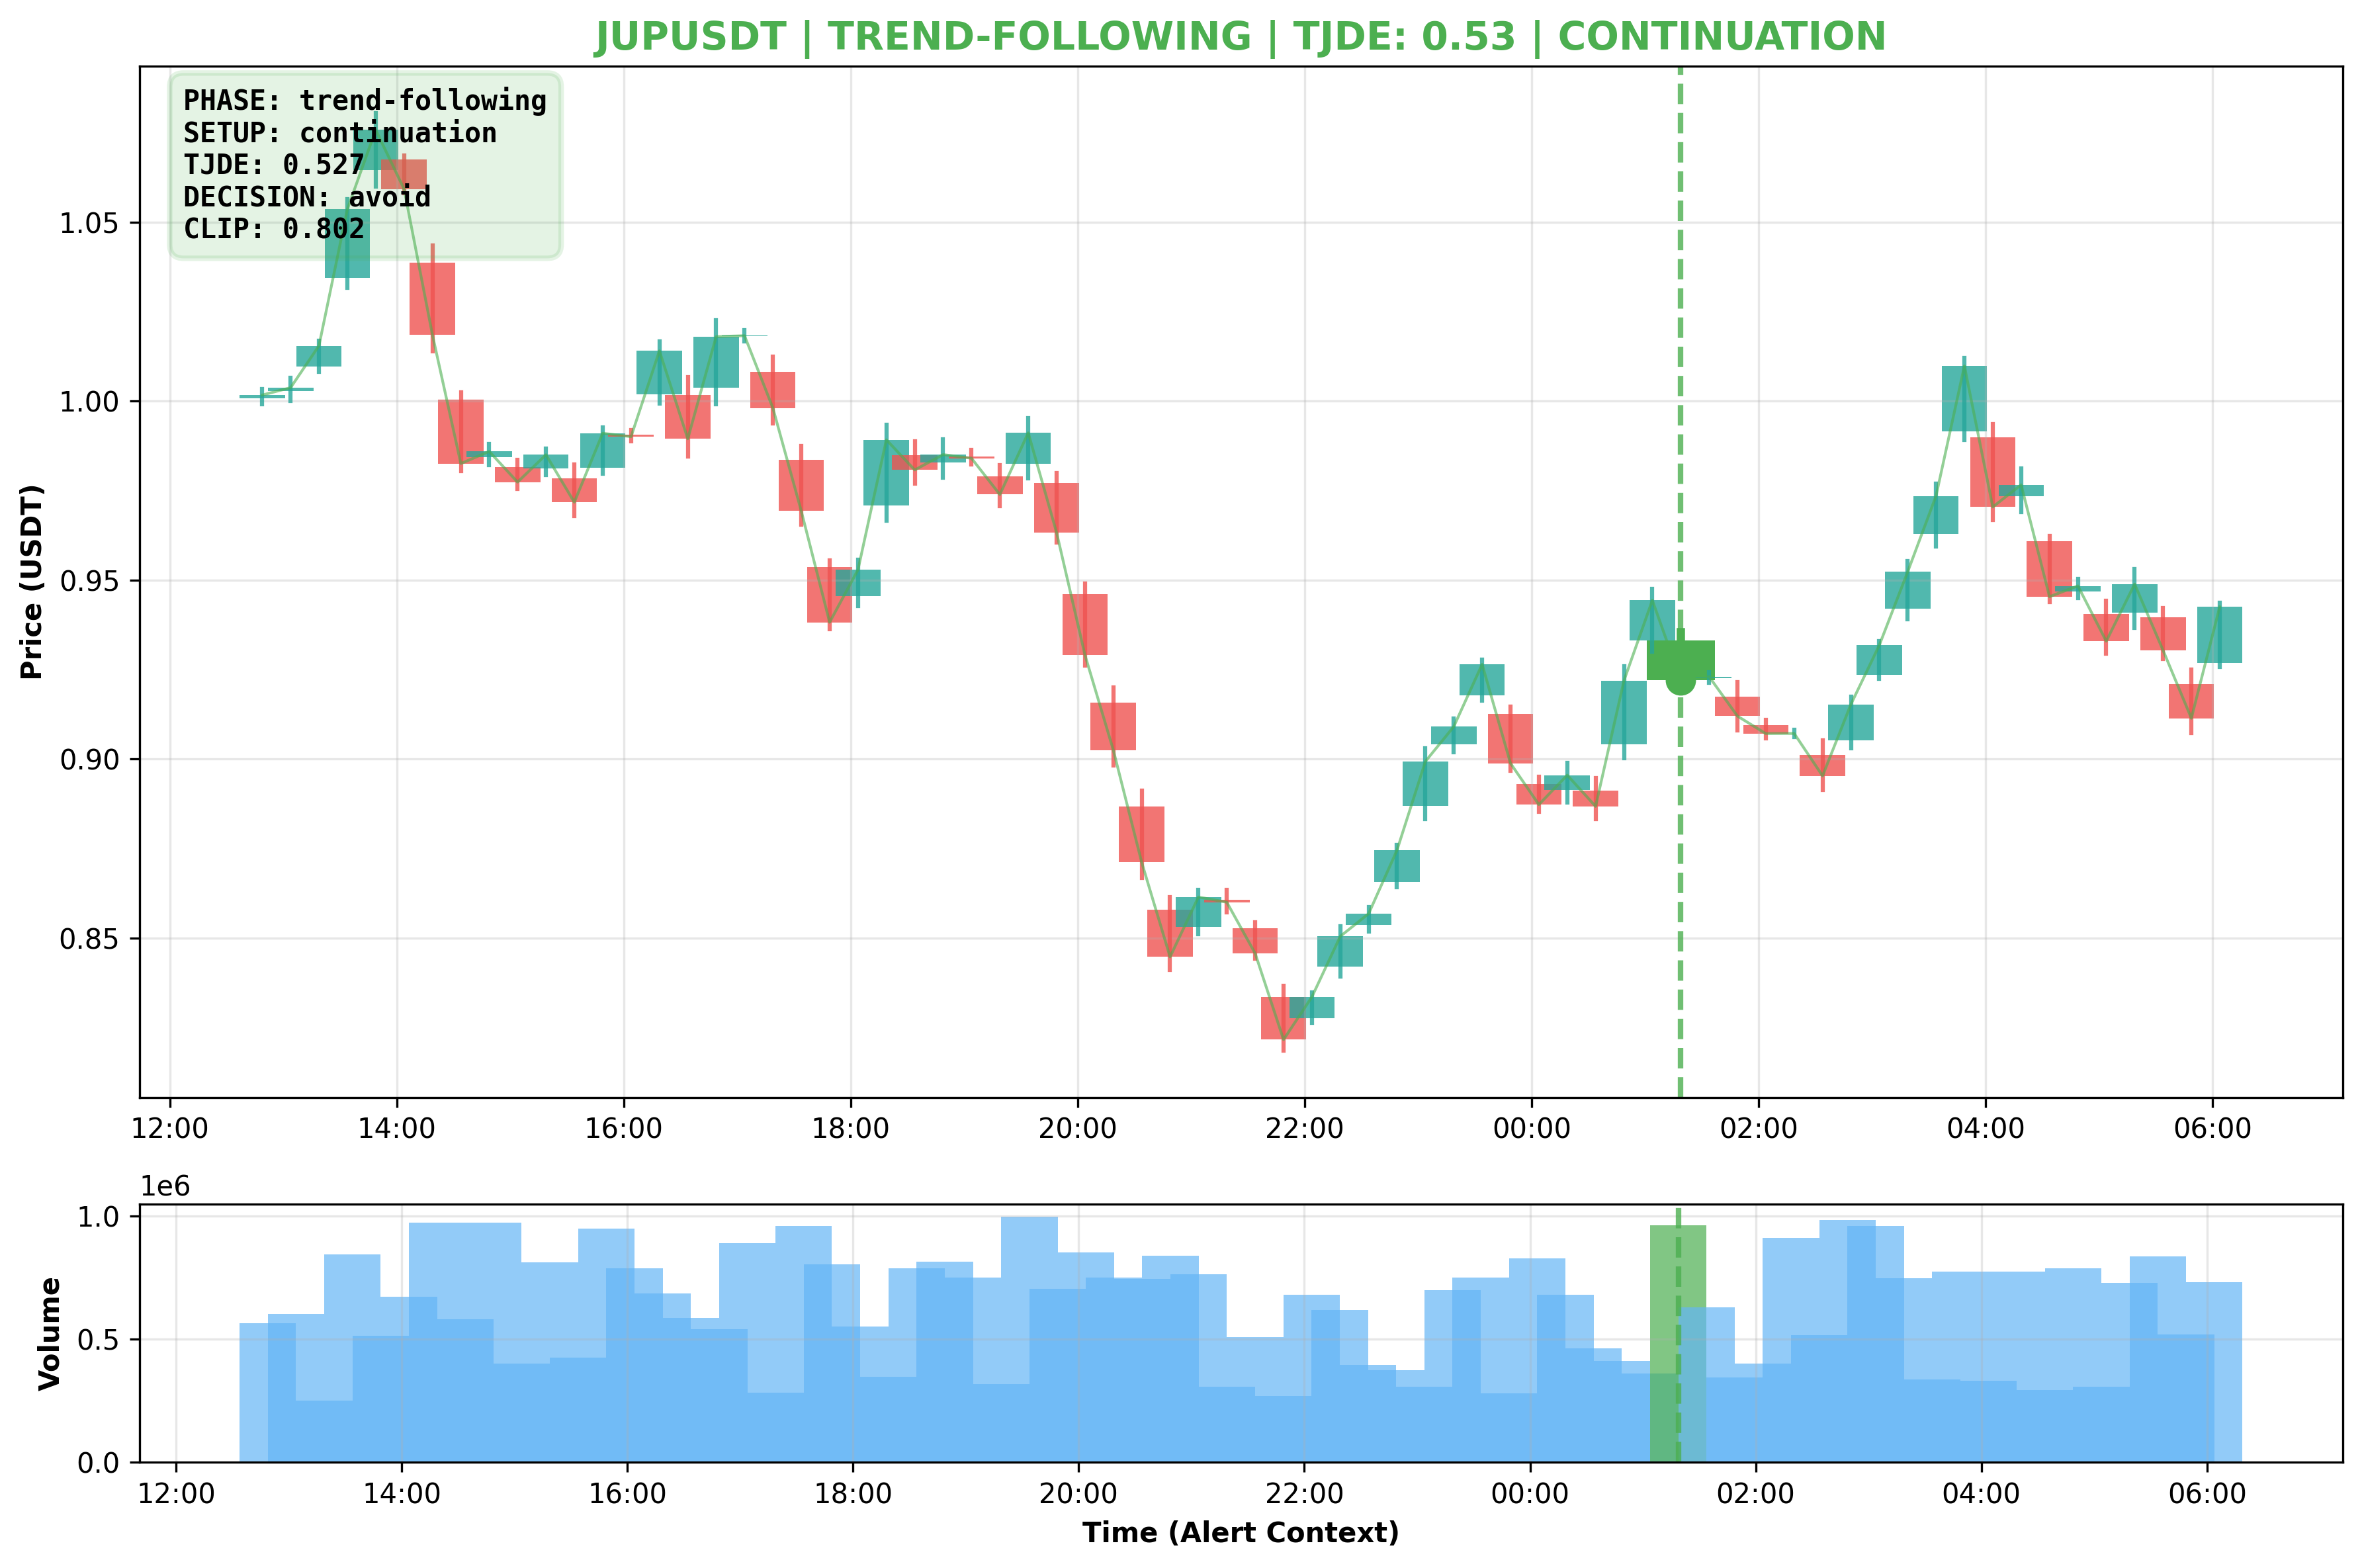 JUPUSDT | TREND-FOLLOWING | TJDE: 0.53 | CONTINUATION
PHASE: trend-following
SETUP: continuation
TJDE: 0.527
DECISION: avoid
CLIP: 0.802
Price (USDT)
1.05
1.00
0.95
0.90
0.85
12:00 14:00 16:00 18:00 20:00 22:00 00:00 02:00 04:00 06:00
1e6
Volume
1.0
0.5
0.0
12:00 14:00 16:00 18:00 20:00 22:00 00:00 02:00 04:00 06:00
Time (Alert Context)